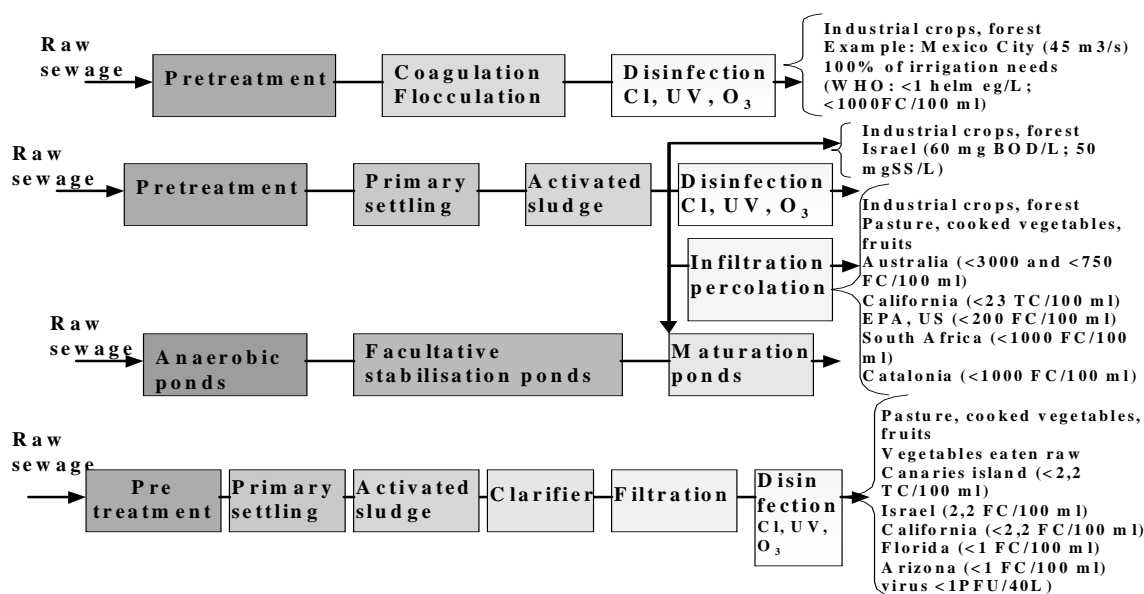 Raw
sewage
Pretreatment
Coagulation
Flocculation
Disinfection
Cl, UV, O3
Industrial crops, forest
Example: Mexico City (45 m3/s)
100% of irrigation needs
(WHO: <1 helm eg/L;
<1000FC/100 ml)
Raw
sewage
Pretreatment
Primary
settling
Activated
sludge
Disinfection
Cl, UV, O3
Industrial crops, forest
Israel (60 mg BOD/L; 50
mgSS/L)
Infiltration
percolation
Industrial crops, forest
Pasture, cooked vegetables,
fruits
Australia (<3000 and <750
FC/100 ml)
California (<23 TC/100 ml)
EPA, US (<200 FC/100 ml)
South Africa (<1000 FC/100
ml)
Catalonia (<1000 FC/100 ml)
Raw
sewage
Anaerobic
ponds
Facultative
stabilisation ponds
Maturation
ponds
Raw
sewage
Pre
treatment
Primary
settling
Activated
sludge
Clarifier
Filtration
Disin
fection
Cl, UV,
O3
Pasture, cooked vegetables,
fruits
Vegetables eaten raw
Canaries island (<2,2
TC/100 ml)
Israel (2,2 FC/100 ml)
California (<2,2 FC/100 ml)
Florida (<1 FC/100 ml)
Arizona (<1 FC/100 ml)
virus <1PFU/40L)